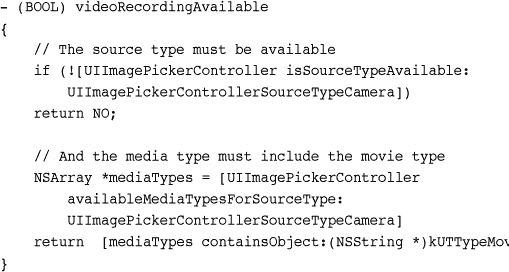 - (BOOL) videoRecordingAvailable
{
// The source type must be available
if (![UIImagePickerController isSourceTypeAvailable:
UIImagePickerControllerSourceTypeCamera])
return NO;
// And the media type must include the movie type
NSArray *mediaTypes = [UIImagePickerController
availableMediaTypesForSourceType:
UIImagePickerControllerSourceTypeCamera]
return [mediaTypes containsObject:(NSString *)kUTTypeMov
}